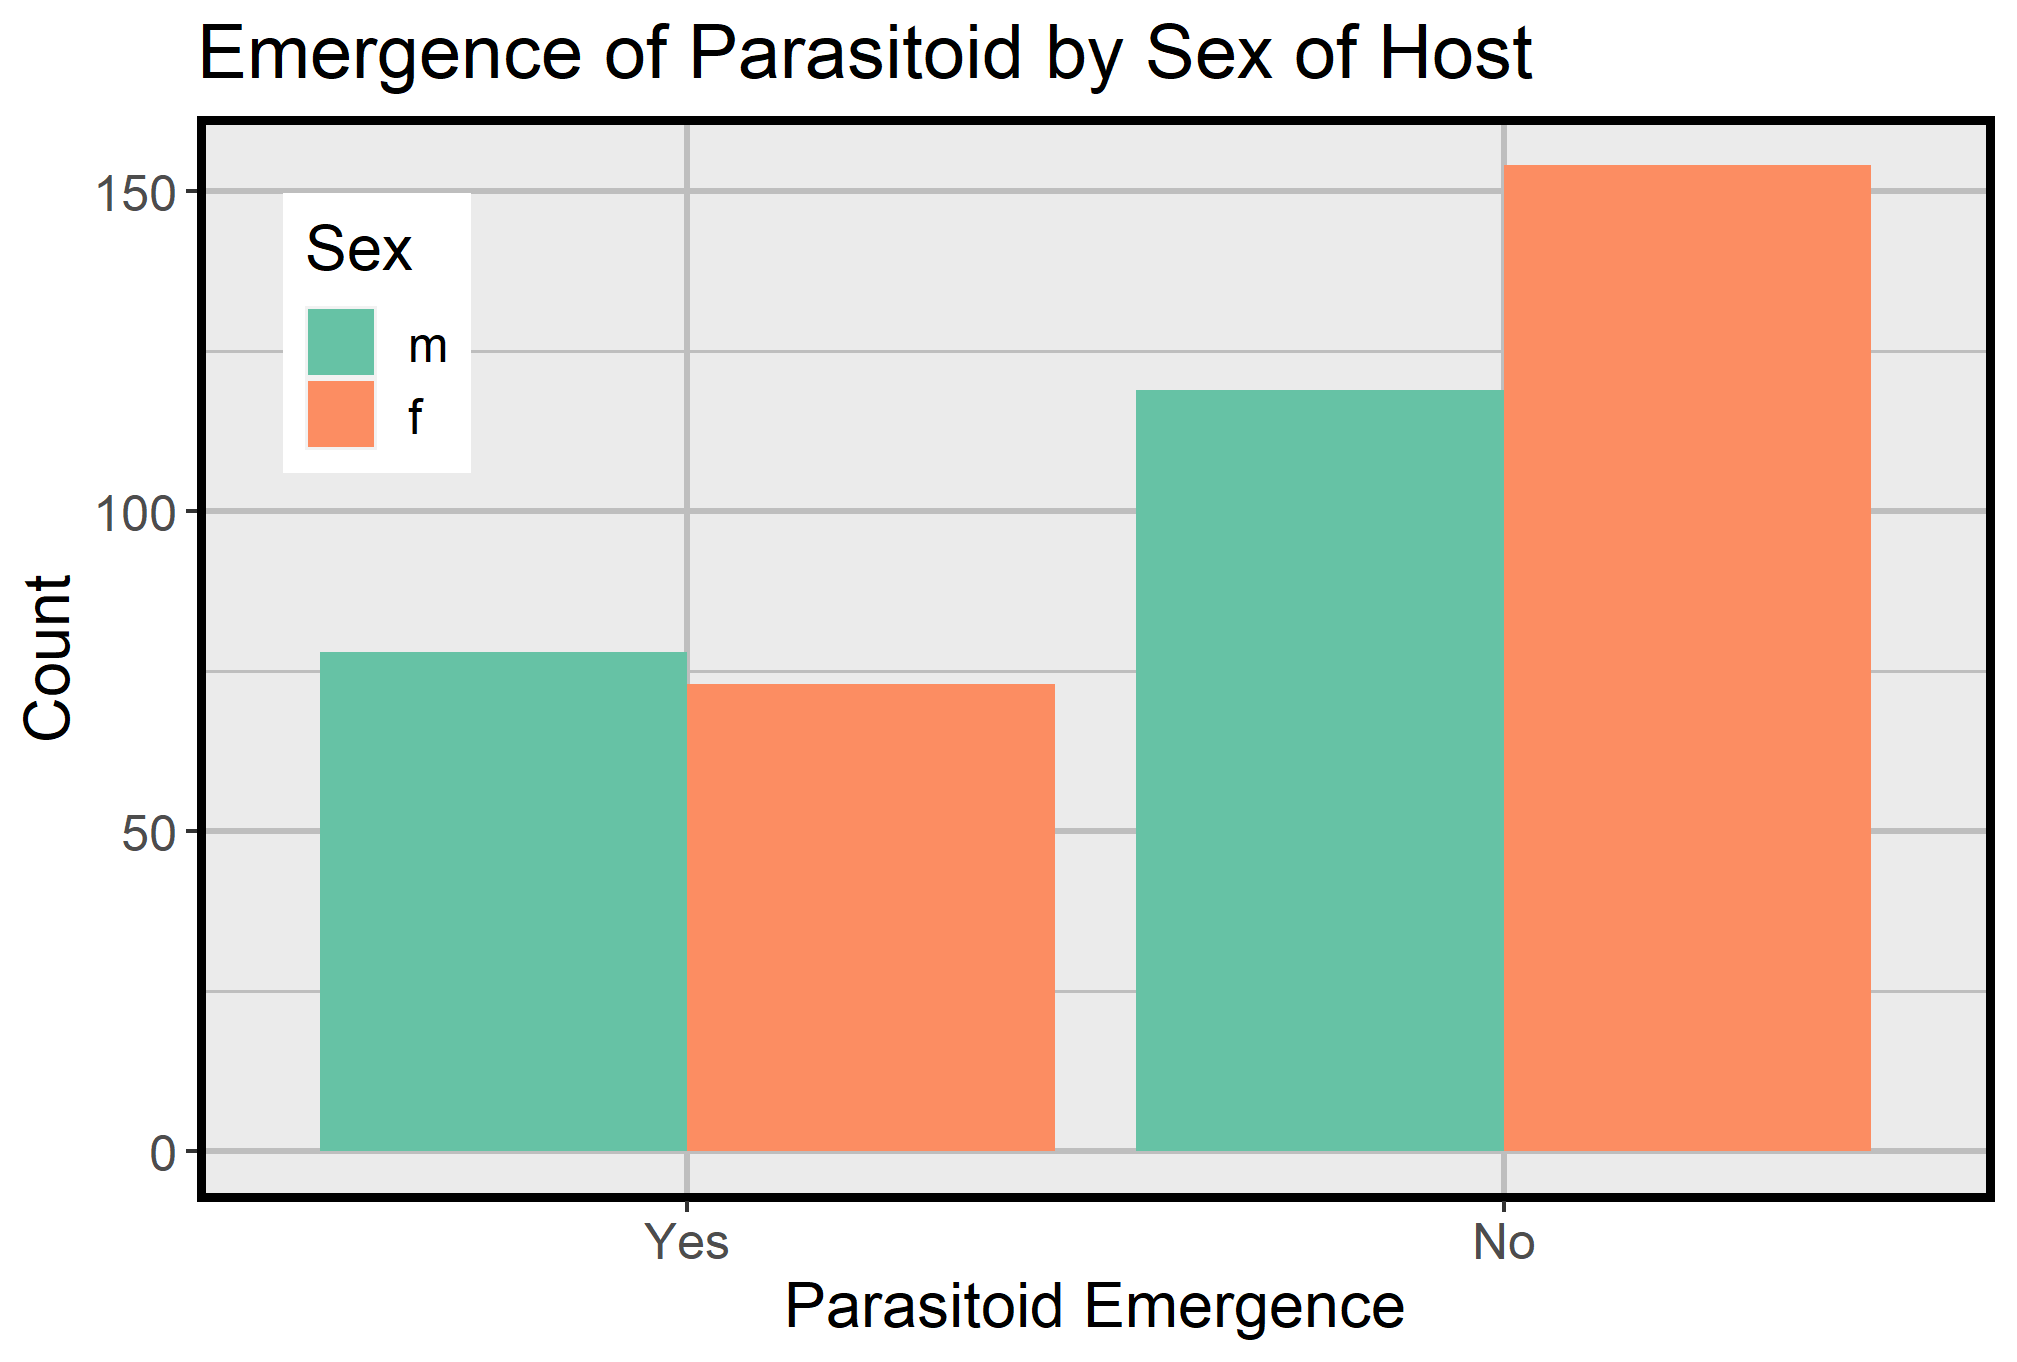 Emergence of Parasitoid by Sex of Host
150
100
50
0
Count
Sex
m
f
Yes
No
Parasitoid Emergence